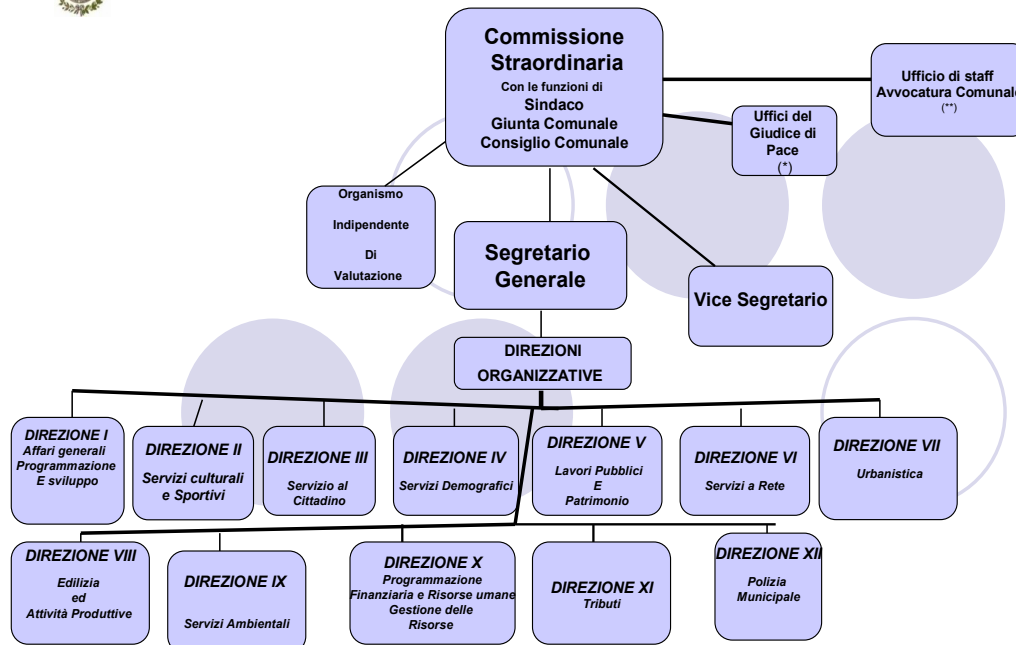 Commissione
Straordinaria
Con le funzioni di
Sindaco
Giunta Comunale
Consiglio Comunale
Ufficio di staff
Avvocatura Comunale
(**)
Uffici del
Giudice di
Pace
(*)
Organismo
Indipendente
Di
Valutazione
Segretario
Generale
Vice Segretario
DIREZIONI
ORGANIZZATIVE
DIREZIONE I
Affari generali
Programmazione
E sviluppo
DIREZIONE II
Servizi culturali
e Sportivi
DIREZIONE III
Servizio al
Cittadino
DIREZIONE IV
Servizi Demografici
DIREZIONE V
Lavori Pubblici
E
Patrimonio
DIREZIONE VI
Servizi a Rete
DIREZIONE VII
Urbanistica
DIREZIONE VIII
Edilizia
ed
Attività Produttive
DIREZIONE IX
Servizi Ambientali
DIREZIONE X
Programmazione
Finanziaria e Risorse umane
Gestione delle
Risorse
DIREZIONE XI
Tributi
DIREZIONE XII
Polizia
Municipale